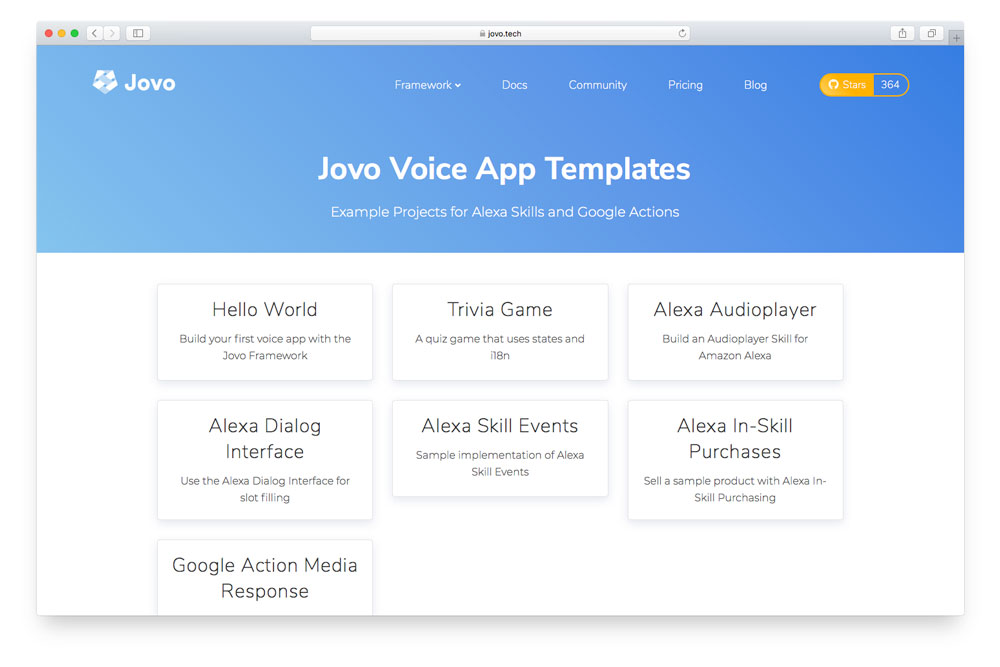 jovo.tech
Jovo
Framework
Docs
Community
Pricing
Blog
Stars
364
Jovo Voice App Templates
Example Projects for Alexa Skills and Google Actions
Hello World
Build your first voice app with the
Jovo Framework
Trivia Game
A quiz game that uses states and
i18n
Alexa Audioplayer
Build an Audioplayer Skill for
Amazon Alexa
Alexa Dialog
Interface
Use the Alexa Dialog Interface for
slot filling
Alexa Skill Events
Sample implementation of Alexa
Skill Events
Alexa In-Skill
Purchases
Sell a sample product with Alexa In-
Skill Purchasing
Google Action Media
Response